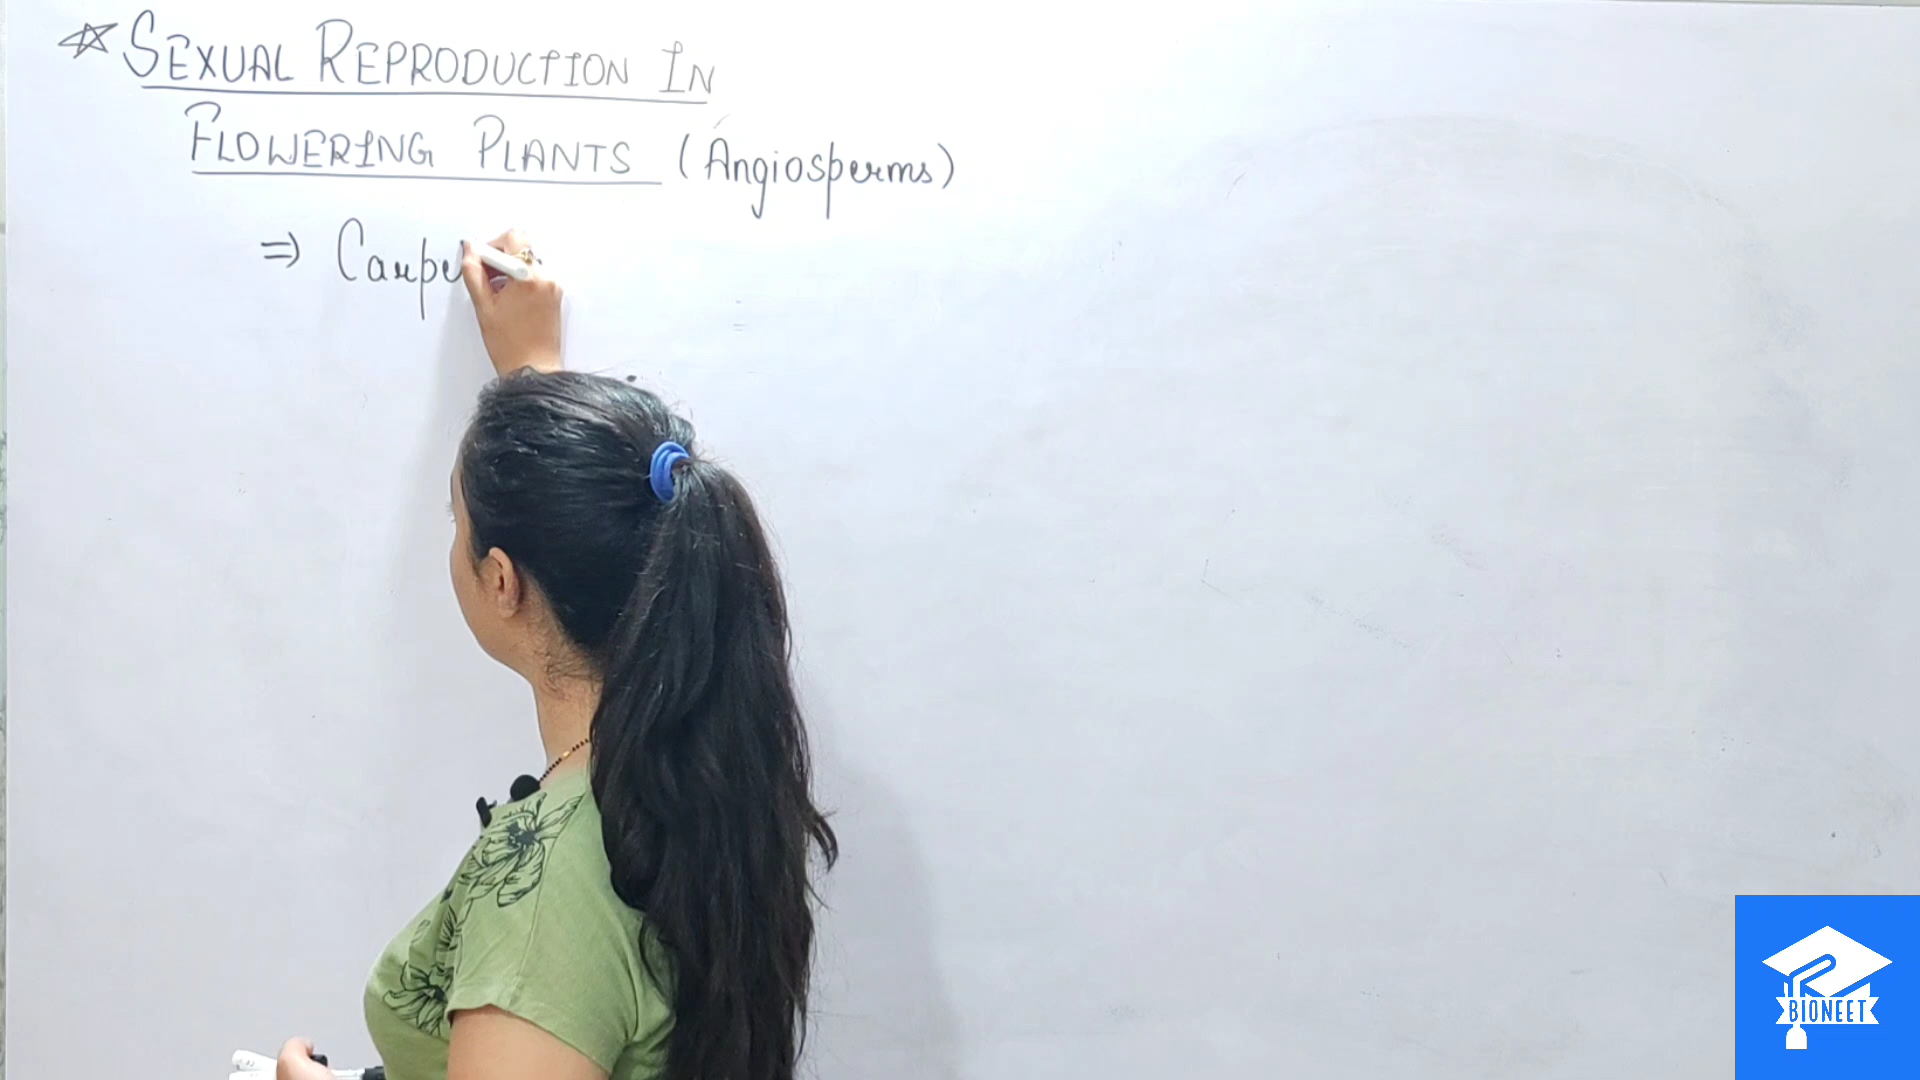 ☆ SEXUAL REPRODUCTION IN
FLOWERING PLANTS (Angiosperms)
⇒ Carpe
BIONEET